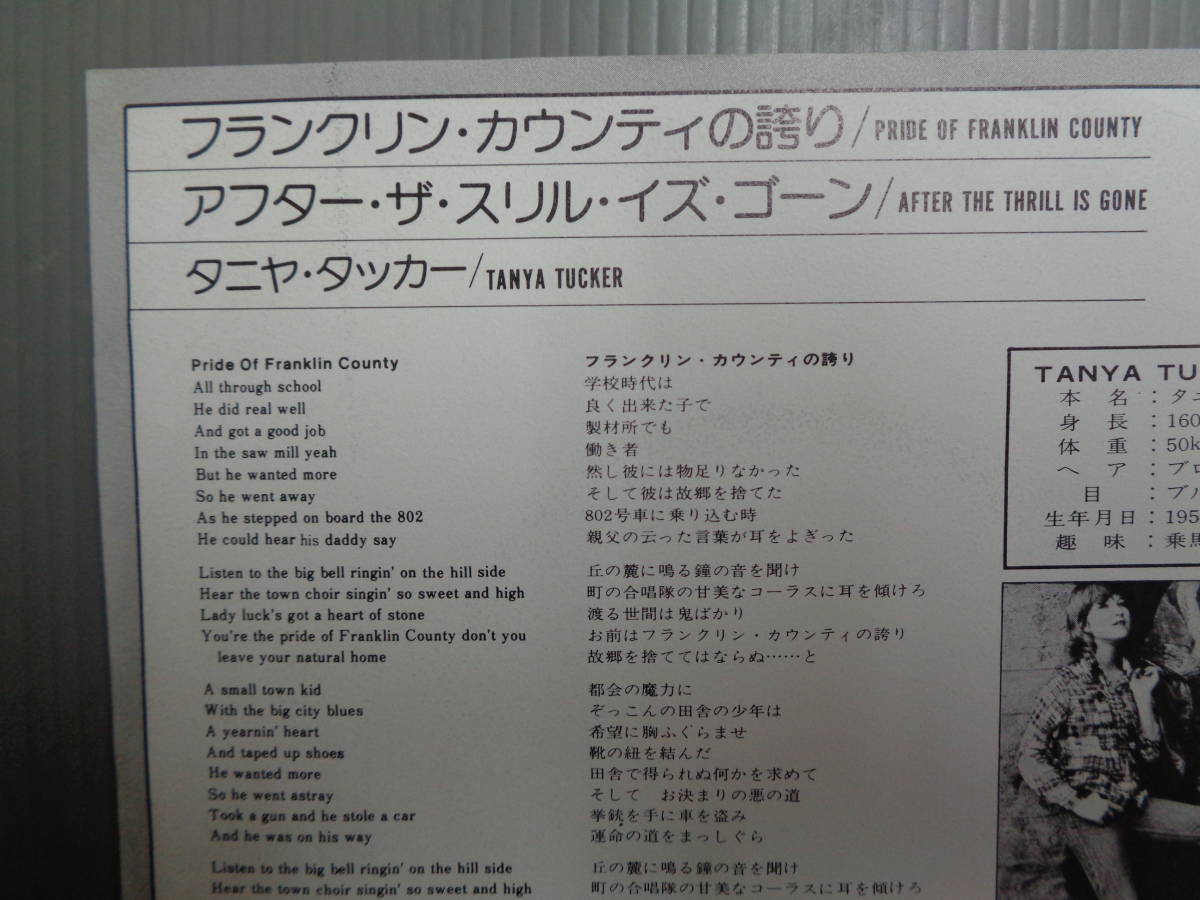 フランクリン・カウンティの誇り/PRIDE OF FRANKLIN COUNTY
アフター・ザ・スリル・イズ・ゴーン/AFTER THE THRILL IS GONE
タニヤ・タッカー/TANYA TUCKER
Pride Of Franklin County
All through school
He did real well
And got a good job
In the saw mill yeah
But he wanted more
So he went away
As he stepped on board the 802
He could hear his daddy say
Listen to the big bell ringin' on the hill side
Hear the town choir singin' so sweet and high
Lady luck's got a heart of stone
You're the pride of Franklin County don't you
leave your natural home
A small town kid
With the big city blues
A yearnin' heart
And taped up shoes
He wanted more
So he went astray
Took a gun and he stole a car
And he was on his way
Listen to the big bell ringin' on the hill side
Hear the town choir singin' so sweet and high
フランクリン・カウンティの誇り
学校時代は
良く出来た子で
製材所でも
働き者
然し彼には物足りなかった
そして彼は故郷を捨てた
802号車に乗り込む時
親父の云った言葉が耳をよぎった
丘の麓に鳴る鐘の音を聞け
町の合唱隊の甘美なコーラスに耳を傾けろ
渡る世間は鬼ばかり
お前はフランクリン・カウンティの誇り
故郷を捨ててはならぬ……と
都会の魔力に
ぞっこんの田舎の少年は
希望に胸ふくらませ
靴の紐を結んだ
田舎で得られぬ何かを求めて
そして　お決まりの悪の道
拳銃を手に車を盗み
運命の道をまっしぐら
丘の麓に鳴る鐘の音を聞け
町の合唱隊の甘美なコーラスに耳を傾けろ
TANYA TU
本名：タニ
身長：160
体重：50k
ヘア：ブロ
目：ブル
生年月日：195
趣味：乗馬